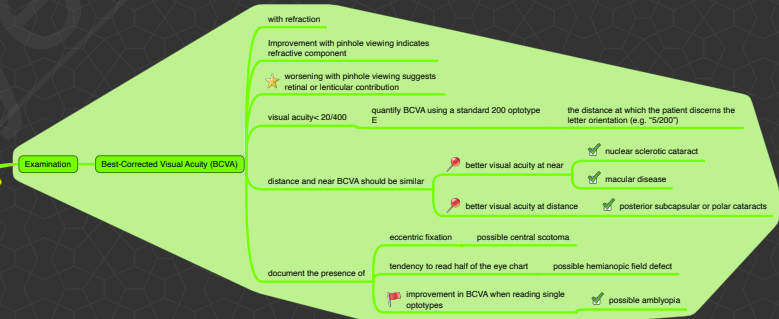 with refraction
Improvement with pinhole viewing indicates
refractive component
worsening with pinhole viewing suggests
retinal or lenticular contribution
visual acuity< 20/400
quantify BCVA using a standard 200 optotype
E
the distance at which the patient discerns the
letter orientation (e.g. “5/200”)
Examination
Best-Corrected Visual Acuity (BCVA)
distance and near BCVA should be similar
better visual acuity at near
nuclear sclerotic cataract
macular disease
better visual acuity at distance
posterior subcapsular or polar cataracts
document the presence of
eccentric fixation
possible central scotoma
tendency to read half of the eye chart
possible hemianopic field defect
improvement in BCVA when reading single
optotypes
possible amblyopia